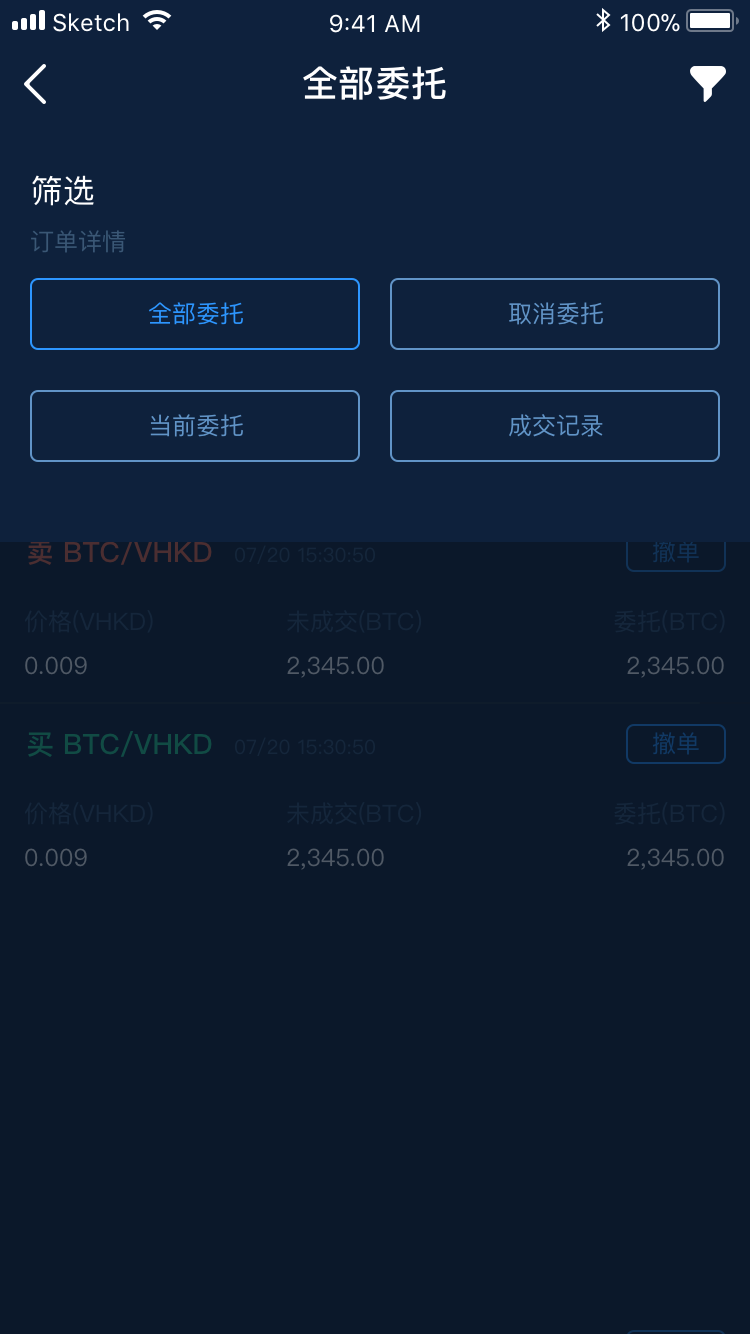 Sketch 9:41 AM 100%
全部委托
筛选
订单详情
全部委托 取消委托
当前委托 成交记录
卖 BTC/VHKD 07/20 15:30:50 撤单
价格(VHKD) 未成交(BTC) 委托(BTC)
0.009 2,345.00 2,345.00
买 BTC/VHKD 07/20 15:30:50 撤单
价格(VHKD) 未成交(BTC) 委托(BTC)
0.009 2,345.00 2,345.00